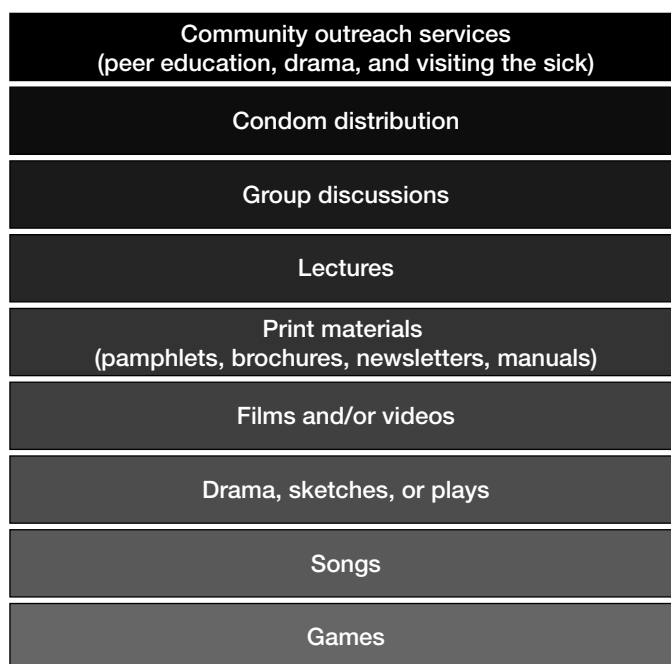 Community outreach services
(peer education, drama, and visiting the sick)
Condom distribution
Group discussions
Lectures
Print materials
(pamphlets, brochures, newsletters, manuals)
Films and/or videos
Drama, sketches, or plays
Songs
Games